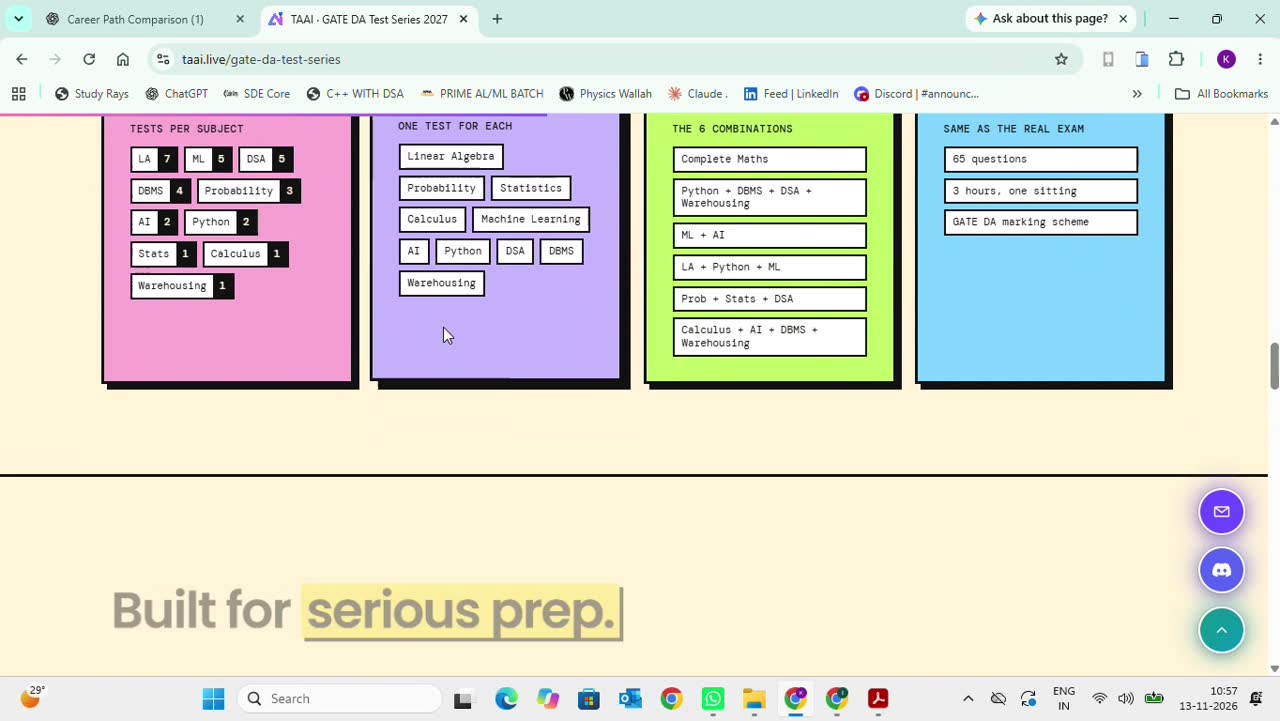 Career Path Comparison (1)
TAAI · GATE DA Test Series 2027
Ask about this page?
taai.live/gate-da-test-series
K
Study Rays
ChatGPT
SDE Core
C++ WITH DSA
PRIME AL/ML BATCH
Physics Wallah
Claude .
Feed | LinkedIn
Discord | #announc...
»
All Bookmarks
TESTS PER SUBJECT
LA 7 ML 5 DSA 5
DBMS 4 Probability 3
AI 2 Python 2
Stats 1 Calculus 1
Warehousing 1
ONE TEST FOR EACH
Linear Algebra
Probability Statistics
Calculus Machine Learning
AI Python DSA DBMS
Warehousing
THE 6 COMBINATIONS
Complete Maths
Python + DBMS + DSA +
Warehousing
ML + AI
LA + Python + ML
Prob + Stats + DSA
Calculus + AI + DBMS +
Warehousing
SAME AS THE REAL EXAM
65 questions
3 hours, one sitting
GATE DA marking scheme
Built for serious prep.
29°
Search
ENG
IN
10:57
13-11-2026